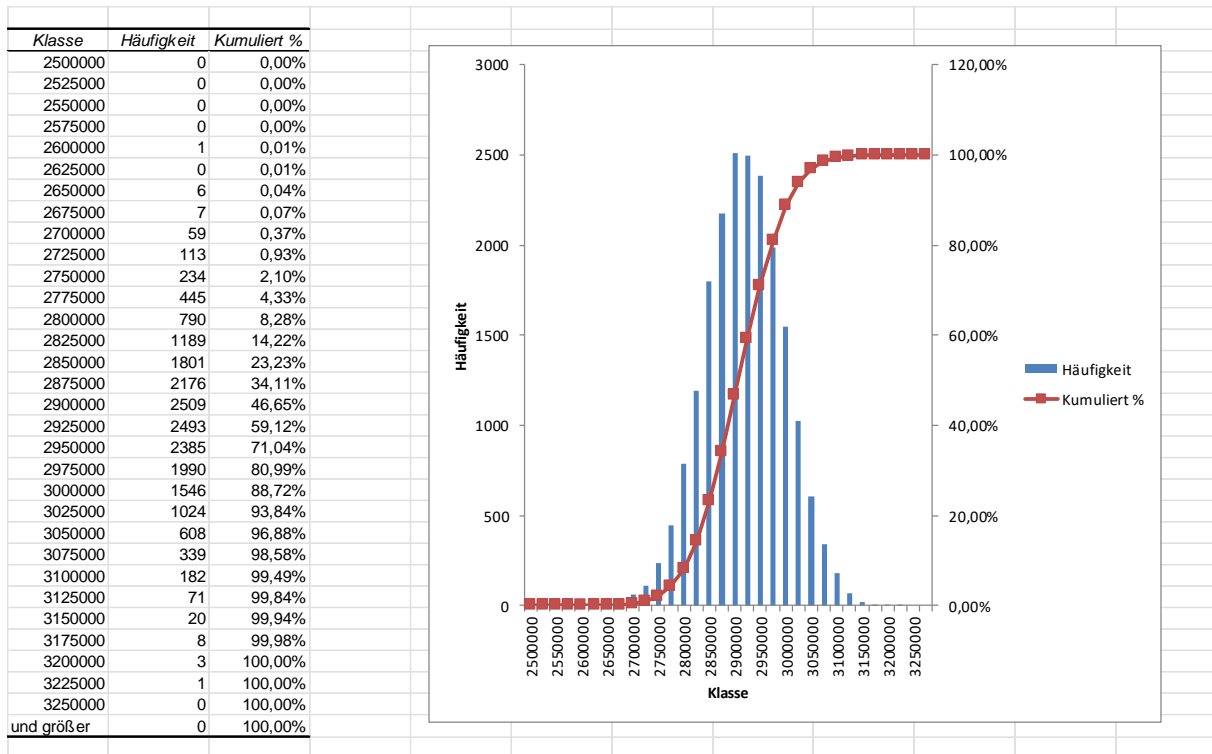 Klasse Häufigkeit Kumuliert %
2500000 0 0,00%
2525000 0 0,00%
2550000 0 0,00%
2575000 0 0,00%
2600000 1 0,01%
2625000 0 0,01%
2650000 6 0,04%
2675000 7 0,07%
2700000 59 0,37%
2725000 113 0,93%
2750000 234 2,10%
2775000 445 4,33%
2800000 790 8,28%
2825000 1189 14,22%
2850000 1801 23,23%
2875000 2176 34,11%
2900000 2509 46,65%
2925000 2493 59,12%
2950000 2385 71,04%
2975000 1990 80,99%
3000000 1546 88,72%
3025000 1024 93,84%
3050000 608 96,88%
3075000 339 98,58%
3100000 182 99,49%
3125000 71 99,84%
3150000 20 99,94%
3175000 8 99,98%
3200000 3 100,00%
3225000 1 100,00%
3250000 0 100,00%
und größer 0 100,00%
Häufigkeit
3000
2500
2000
1500
1000
500
0
120,00%
100,00%
80,00%
60,00%
40,00%
20,00%
0,00%
2500000
2550000
2600000
2650000
2700000
2750000
2800000
2850000
2900000
2950000
3000000
3050000
3100000
3150000
3200000
3250000
Klasse
Häufigkeit
Kumuliert %